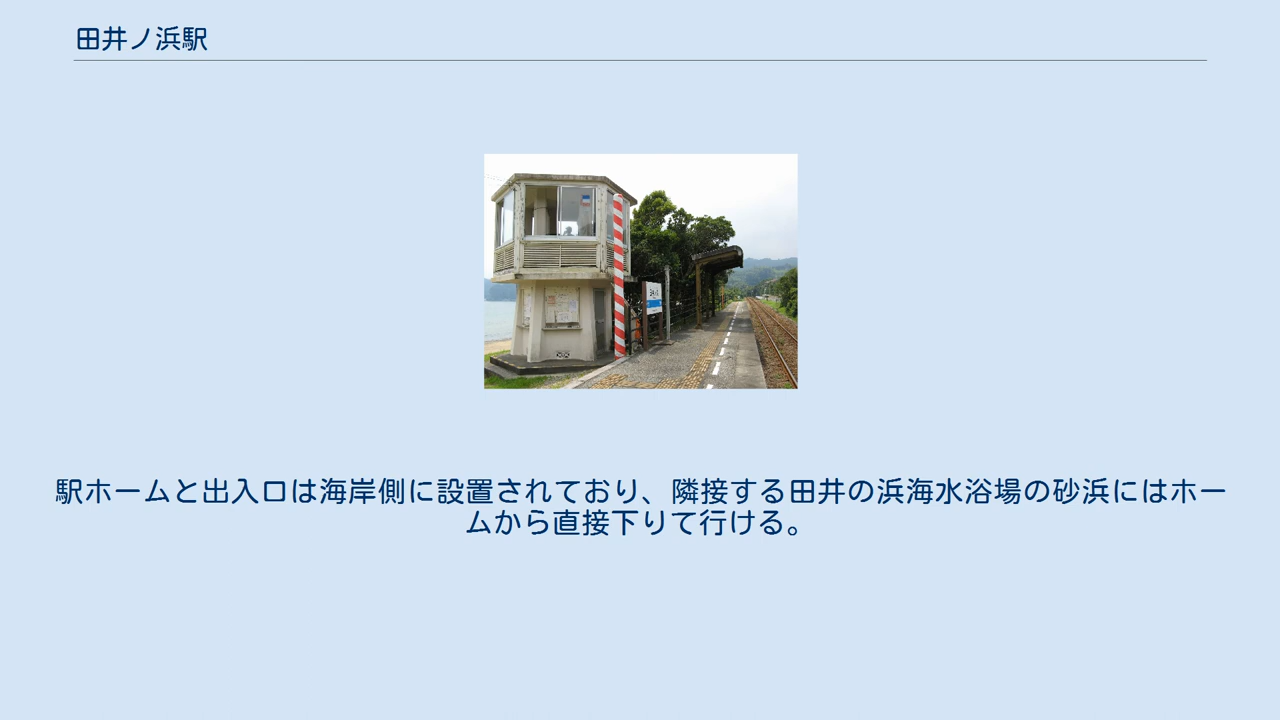 田井ノ浜駅
駅ホームと出入口は海岸側に設置されており、隣接する田井の浜海水浴場の砂浜にはホー
ムから直接下りて行ける。